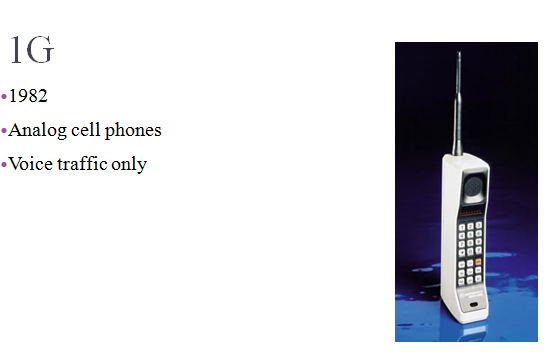 1G
•1982
•Analog cell phones
•Voice traffic only